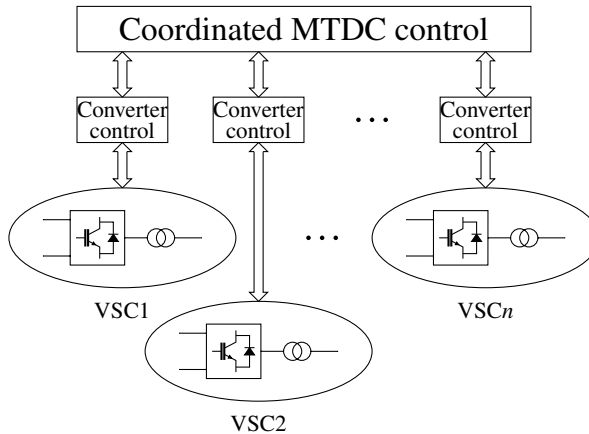 Coordinated MTDC control
Converter
control
Converter
control
...
Converter
control
...
VSC1
VSCn
VSC2